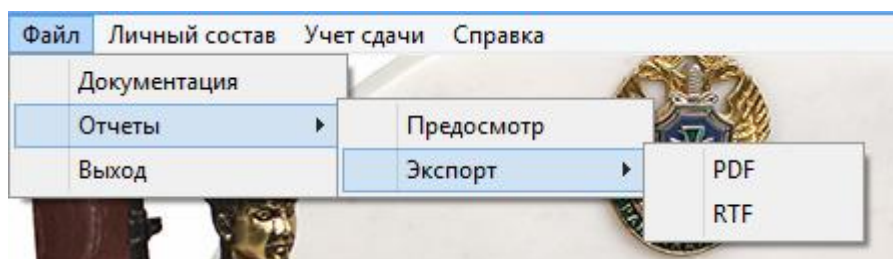 Файл Личный состав Учет сдачи Справка
Документация
Отчеты
Предосмотр
Выход
Экспорт
PDF
RTF